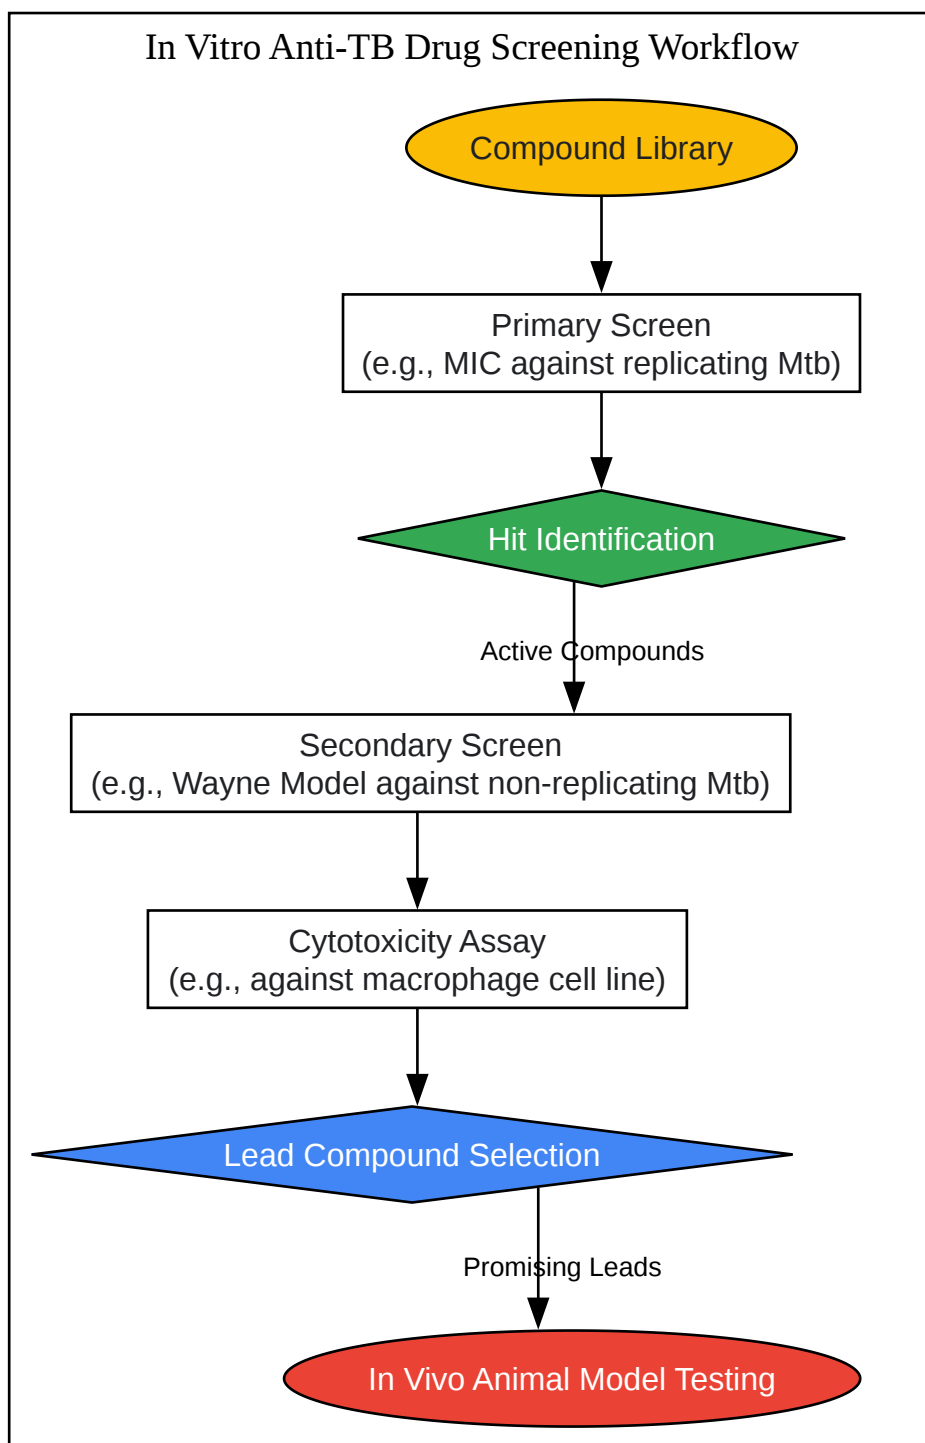 In Vitro Anti-TB Drug Screening Workflow
Compound Library
Primary Screen
(e.g., MIC against replicating Mtb)
Hit Identification
Active Compounds
Secondary Screen
(e.g., Wayne Model against non-replicating Mtb)
Cytotoxicity Assay
(e.g., against macrophage cell line)
Lead Compound Selection
Promising Leads
In Vivo Animal Model Testing